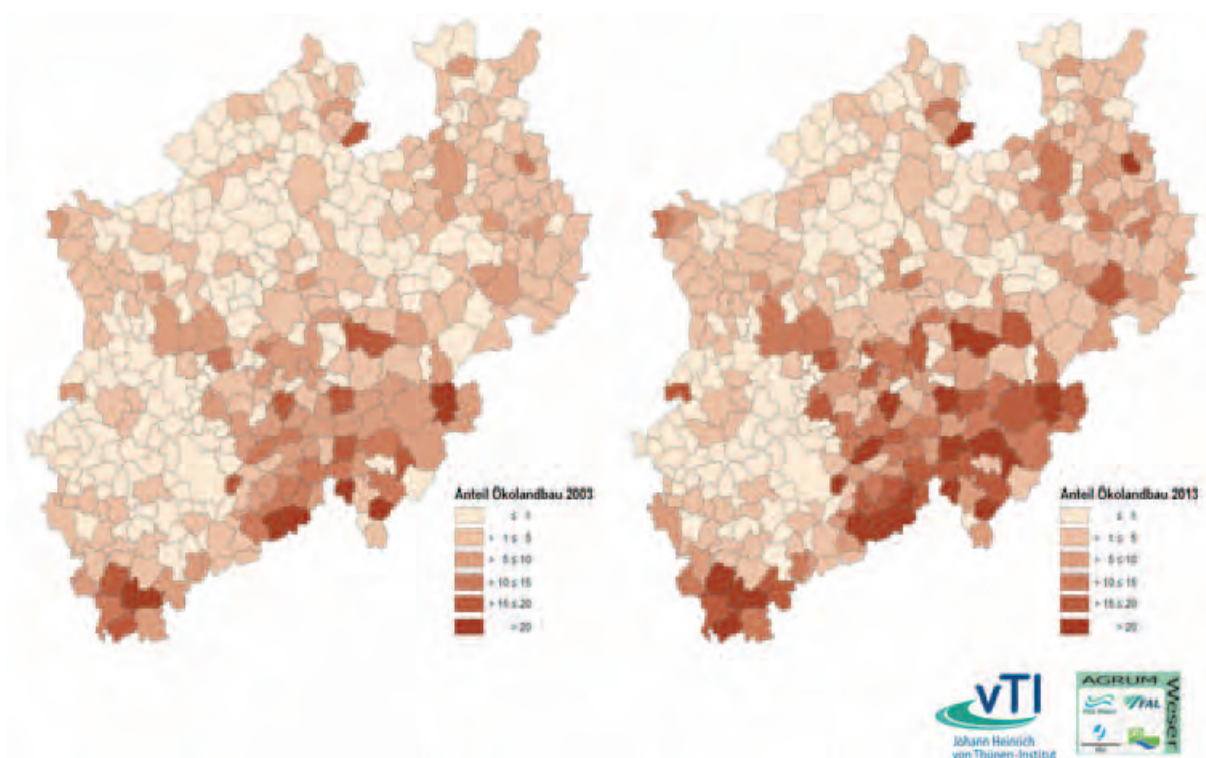 Anteil Ökolandbau 2003
≤ 1
> 1 ≤ 5
> 5 ≤ 10
> 10 ≤ 15
> 15 ≤ 20
> 20
Anteil Ökolandbau 2013
≤ 1
> 1 ≤ 5
> 5 ≤ 10
> 10 ≤ 15
> 15 ≤ 20
> 20
vTI
Johann Heinrich
von Thünen-Institut
AGRUM
Weser
FAL